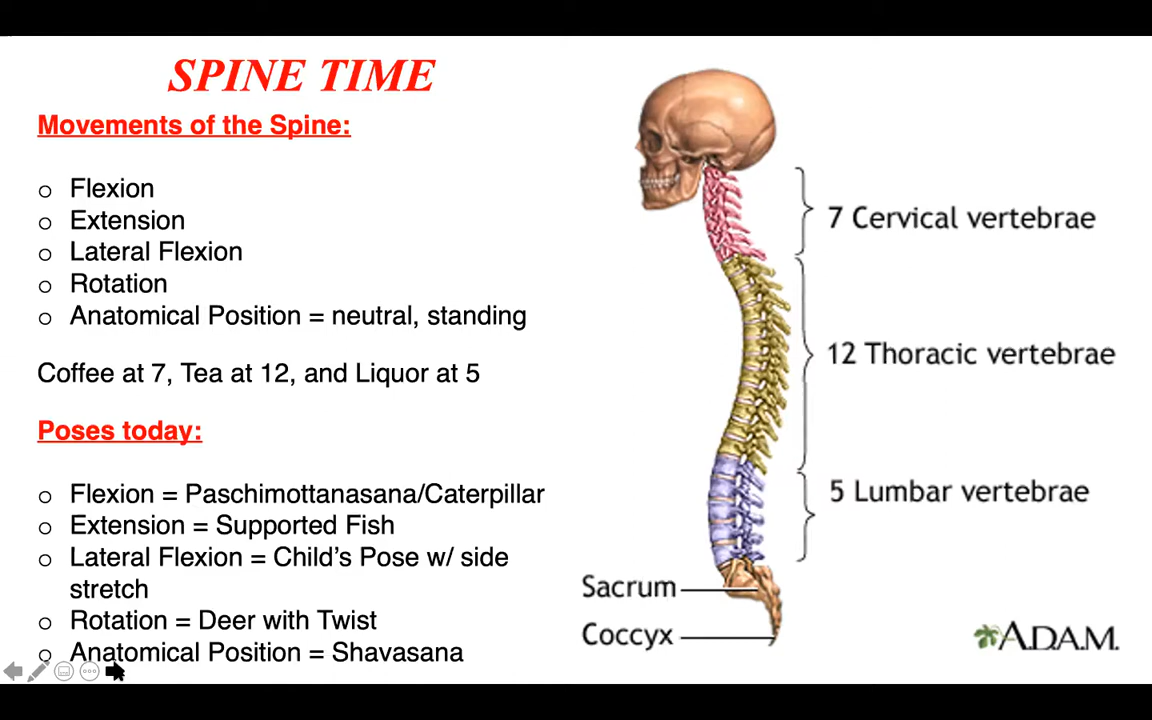 SPINE TIME
Movements of the Spine:
o Flexion
o Extension
o Lateral Flexion
o Rotation
o Anatomical Position = neutral, standing
Coffee at 7, Tea at 12, and Liquor at 5
Poses today:
o Flexion = Paschimottanasana/Caterpillar
o Extension = Supported Fish
o Lateral Flexion = Child’s Pose w/ side
stretch
o Rotation = Deer with Twist
o Anatomical Position = Shavasana
7 Cervical vertebrae
12 Thoracic vertebrae
5 Lumbar vertebrae
Sacrum
Coccyx
A.D.A.M.